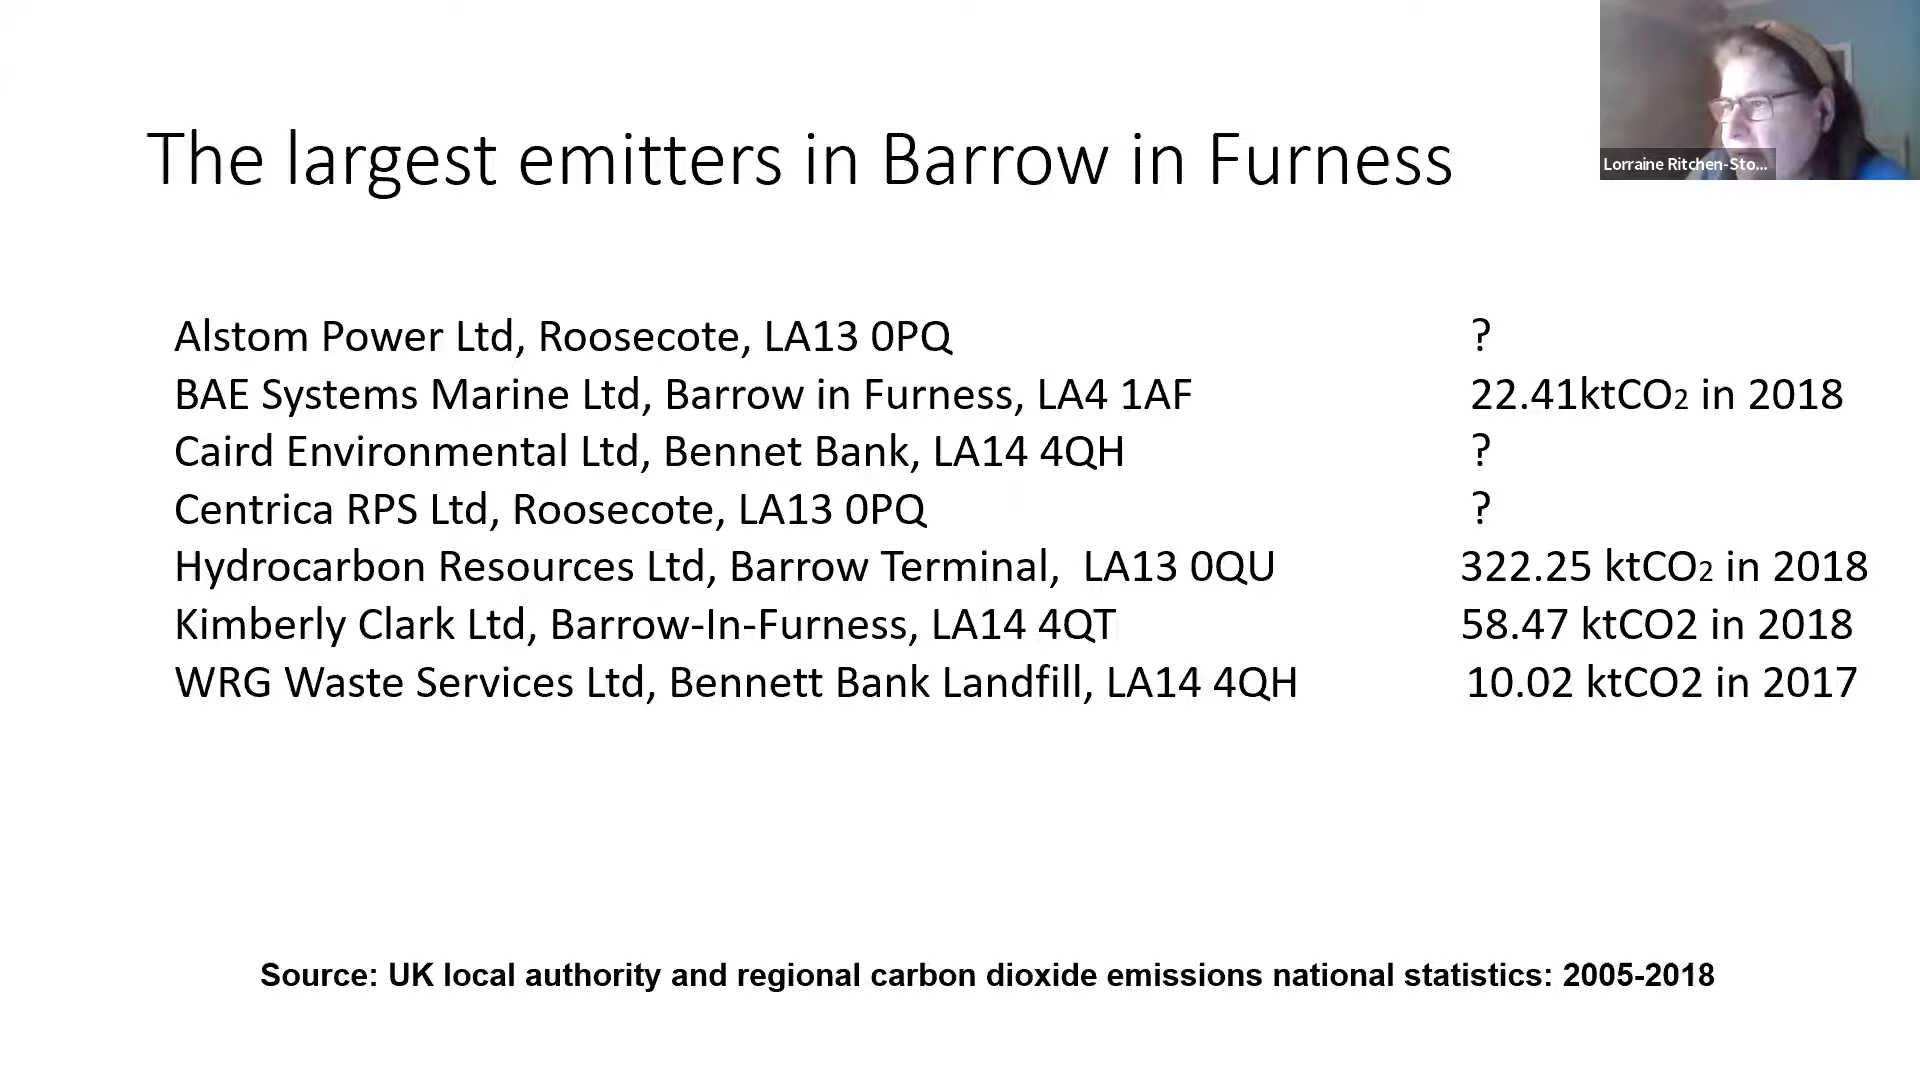 The largest emitters in Barrow in Furness
Lorraine Ritchen-Sto...
Alstom Power Ltd, Roosecote, LA13 0PQ ?
BAE Systems Marine Ltd, Barrow in Furness, LA4 1AF 22.41ktCO₂ in 2018
Caird Environmental Ltd, Bennet Bank, LA14 4QH ?
Centrica RPS Ltd, Roosecote, LA13 0PQ ?
Hydrocarbon Resources Ltd, Barrow Terminal, LA13 0QU 322.25 ktCO₂ in 2018
Kimberly Clark Ltd, Barrow-In-Furness, LA14 4QT 58.47 ktCO2 in 2018
WRG Waste Services Ltd, Bennett Bank Landfill, LA14 4QH 10.02 ktCO2 in 2017
Source: UK local authority and regional carbon dioxide emissions national statistics: 2005-2018